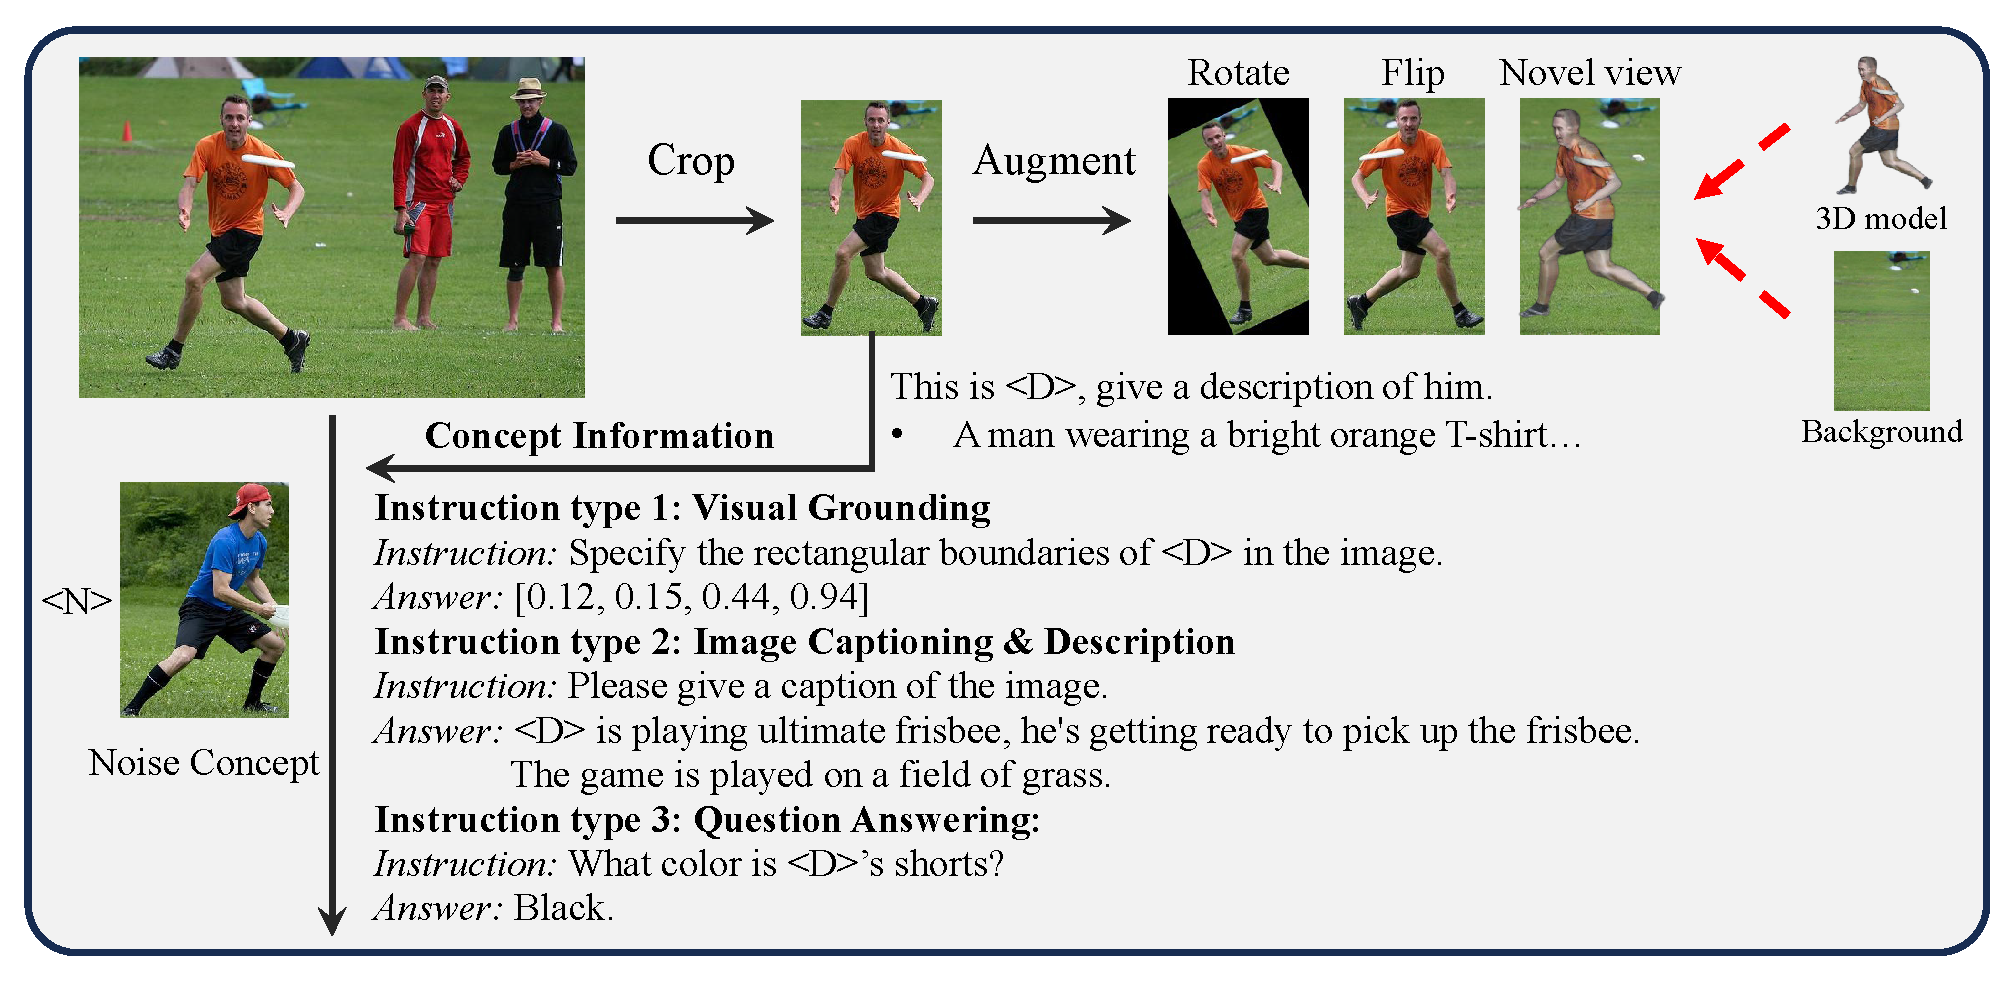 Rotate
Flip
Novel view
Crop
Augment
3D model
This is <D>, give a description of him.
• A man wearing a bright orange T-shirt…
Background
Concept Information
Instruction type 1: Visual Grounding
Instruction: Specify the rectangular boundaries of <D> in the image.
Answer: [0.12, 0.15, 0.44, 0.94]
<N>
Noise Concept
Instruction type 2: Image Captioning & Description
Instruction: Please give a caption of the image.
Answer: <D> is playing ultimate frisbee, he's getting ready to pick up the frisbee.
The game is played on a field of grass.
Instruction type 3: Question Answering:
Instruction: What color is <D>’s shorts?
Answer: Black.